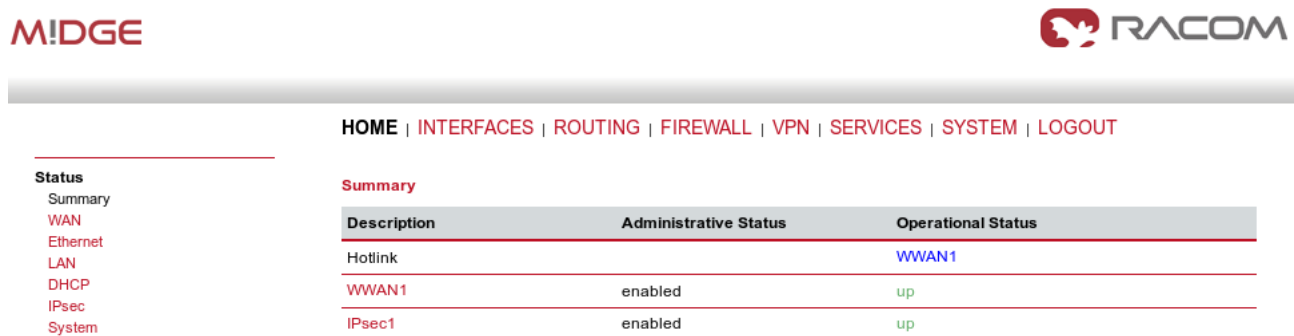 M!DGE
RACOM
HOME | INTERFACES | ROUTING | FIREWALL | VPN | SERVICES | SYSTEM | LOGOUT
Status
Summary
WAN
Ethernet
LAN
DHCP
IPsec
System
Summary
Description Administrative Status Operational Status
Hotlink WWAN1
WWAN1 enabled up
IPsec1 enabled up